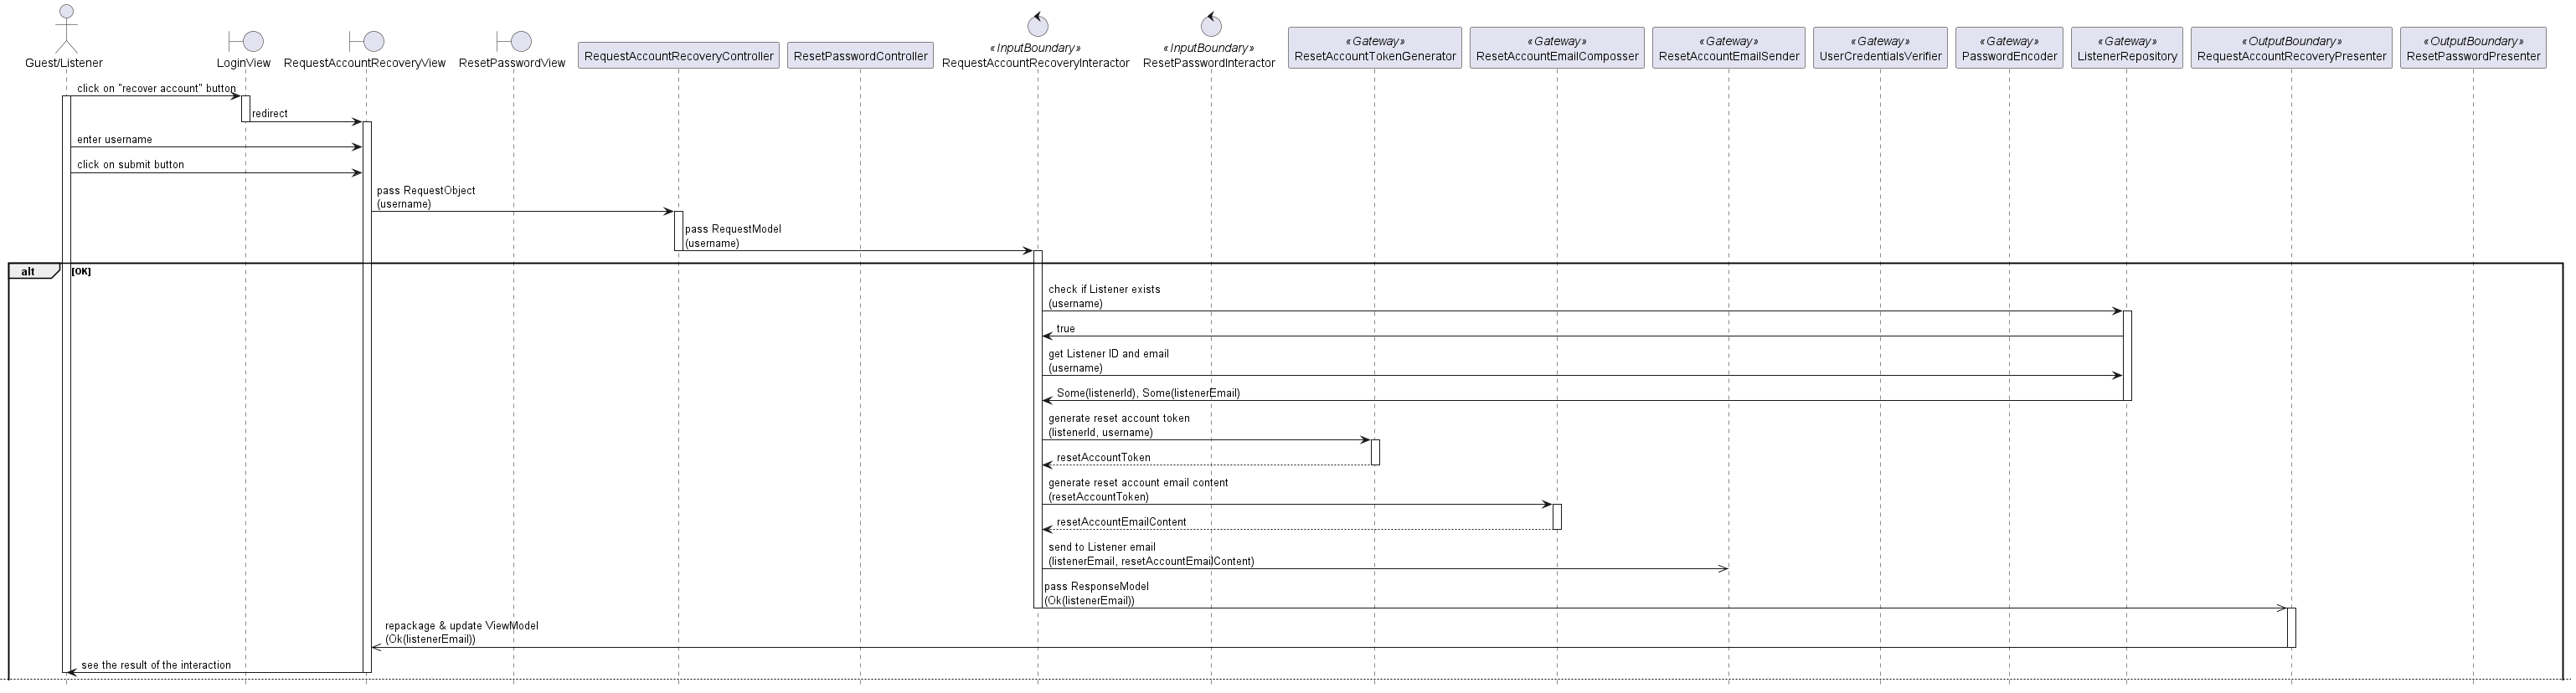 Guest/Listener
LoginView
RequestAccountRecoveryView
ResetPasswordView
RequestAccountRecoveryController
ResetPasswordController
«InputBoundary»
RequestAccountRecoveryInteractor
«InputBoundary»
ResetPasswordInteractor
«Gateway»
ResetAccountTokenGenerator
«Gateway»
ResetAccountEmailComposser
«Gateway»
ResetAccountEmailSender
«Gateway»
UserCredentialsVerifier
«Gateway»
PasswordEncoder
«Gateway»
ListenerRepository
«OutputBoundary»
RequestAccountRecoveryPresenter
«OutputBoundary»
ResetPasswordPresenter
click on "recover account" button
redirect
enter username
click on submit button
pass RequestObject
(username)
pass RequestModel
(username)
alt [OK]
check if Listener exists
(username)
true
get Listener ID and email
(username)
Some(listenerId), Some(listenerEmail)
generate reset account token
(listenerId, username)
resetAccountToken
generate reset account email content
(resetAccountToken)
resetAccountEmailContent
send to Listener email
(listenerEmail, resetAccountEmailContent)
pass ResponseModel
(Ok(listenerEmail))
repackage & update ViewModel
(Ok(listenerEmail))
see the result of the interaction